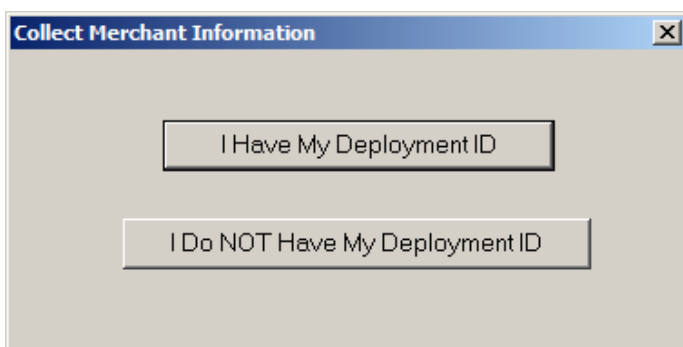 Collect Merchant Information
I Have My Deployment ID
I Do NOT Have My Deployment ID